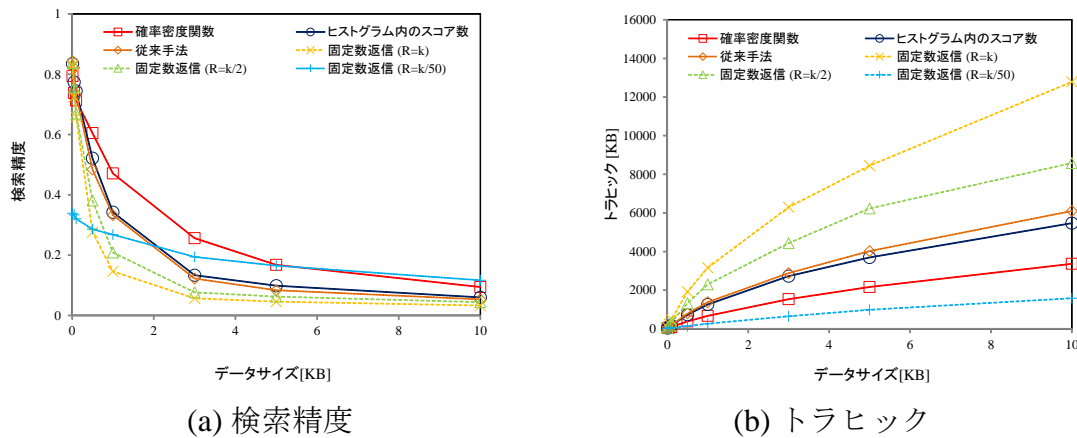 確率密度関数
ヒストグラム内のスコア数
従来手法
固定数返信 (R=k)
固定数返信 (R=k/2)
固定数返信 (R=k/50)
1
0.8
0.6
0.4
0.2
0
検索精度
0
2
4
6
8
10
データサイズ[KB]
(a) 検索精度
確率密度関数
ヒストグラム内のスコア数
従来手法
固定数返信 (R=k)
固定数返信 (R=k/2)
固定数返信 (R=k/50)
16000
14000
12000
10000
8000
6000
4000
2000
0
トラヒック [KB]
0
2
4
6
8
10
データサイズ[KB]
(b) トラヒック